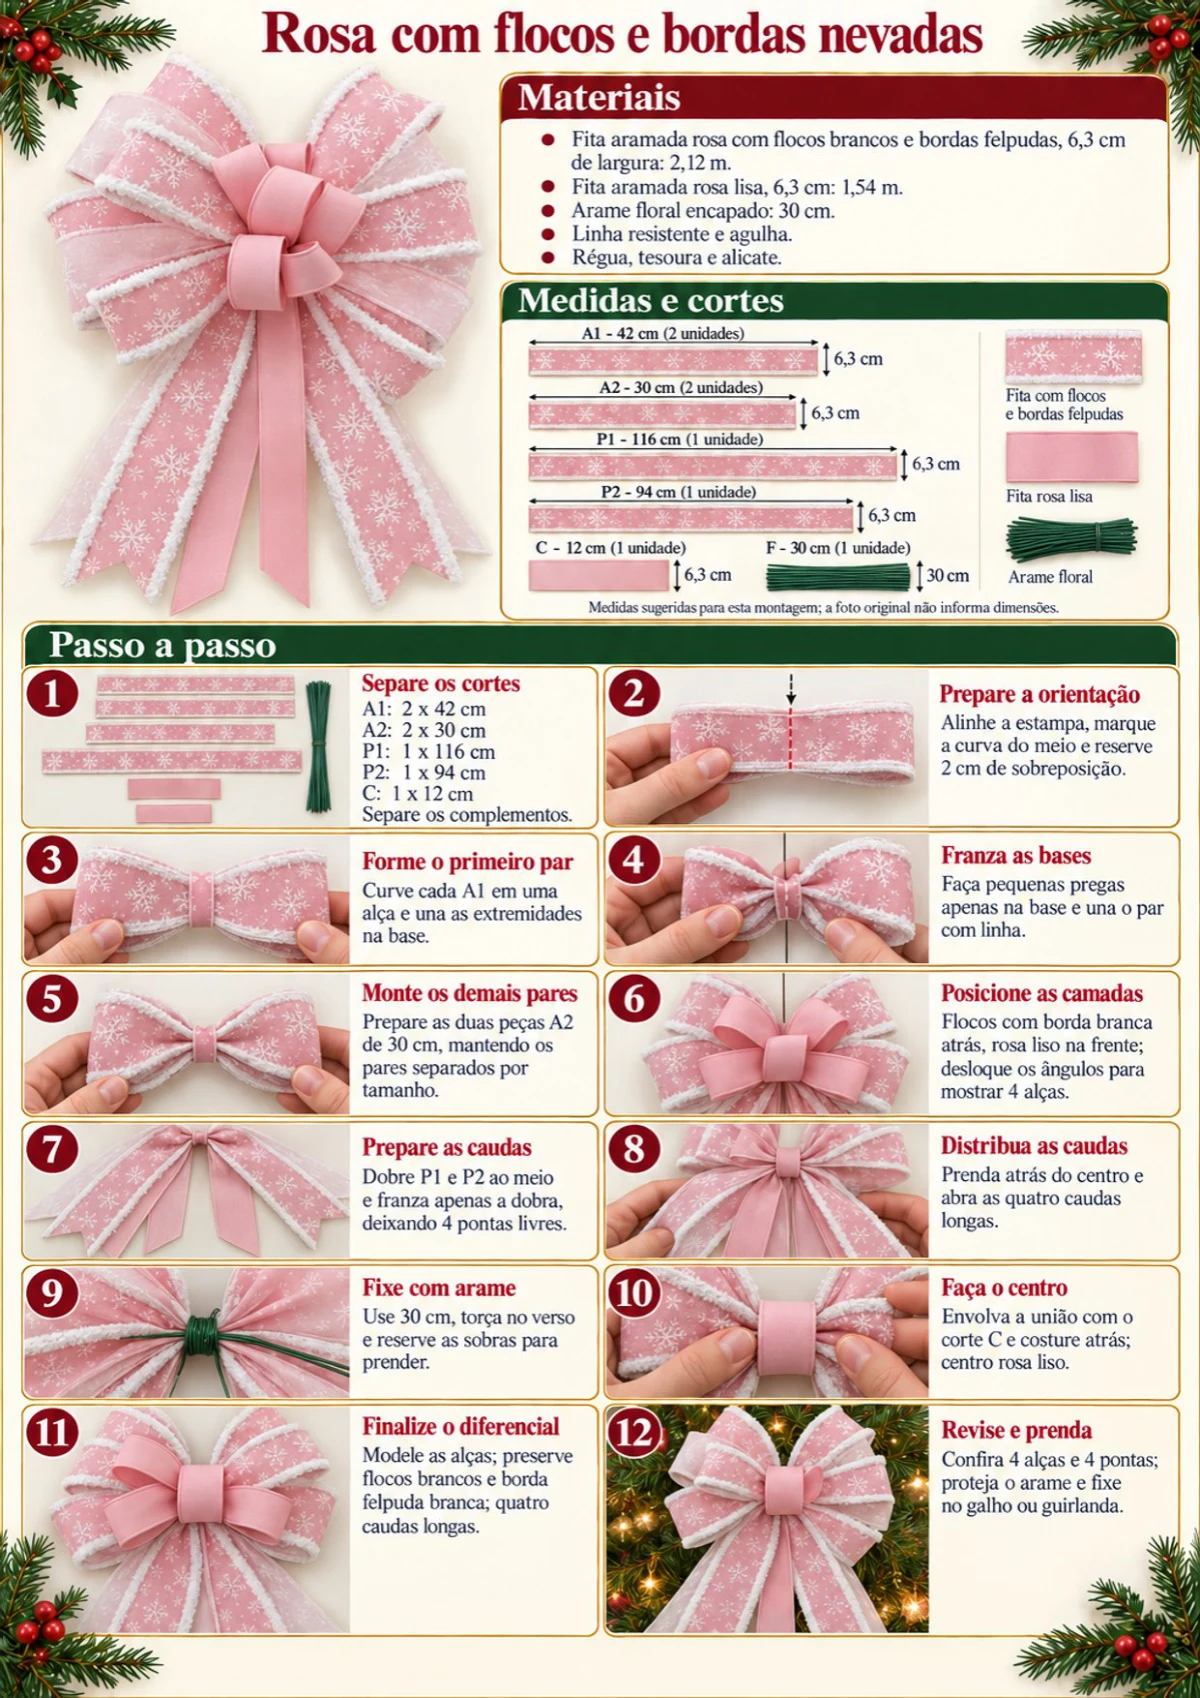 Rosa com flocos e bordas nevadas
Materiais
● Fita aramada rosa com flocos brancos e bordas felpudas, 6,3 cm
de largura: 2,12 m.
● Fita aramada rosa lisa, 6,3 cm: 1,54 m.
● Arame floral encapado: 30 cm.
● Linha resistente e agulha.
● Régua, tesoura e alicate.
Medidas e cortes
A1 - 42 cm (2 unidades)
6,3 cm
A2 - 30 cm (2 unidades)
6,3 cm
P1 - 116 cm (1 unidade)
6,3 cm
P2 - 94 cm (1 unidade)
6,3 cm
C - 12 cm (1 unidade)
6,3 cm
F - 30 cm (1 unidade)
30 cm
Fita com flocos
e bordas felpudas
Fita rosa lisa
Arame floral
Medidas sugeridas para esta montagem; a foto original não informa dimensões.
Passo a passo
1
Separe os cortes
A1: 2 x 42 cm
A2: 2 x 30 cm
P1: 1 x 116 cm
P2: 1 x 94 cm
C: 1 x 12 cm
Separe os complementos.
2
Prepare a orientação
Alinhe a estampa, marque
a curva do meio e reserve
2 cm de sobreposição.
3
Forme o primeiro par
Curve cada A1 em uma
alça e una as extremidades
na base.
4
Franza as bases
Faça pequenas pregas
apenas na base e una o par
com linha.
5
Monte os demais pares
Prepare as duas peças A2
de 30 cm, mantendo os
pares separados por
tamanho.
6
Posicione as camadas
Flocos com borda branca
atrás, rosa liso na frente;
desloque os ângulos para
mostrar 4 alças.
7
Prepare as caudas
Dobre P1 e P2 ao meio
e franza apenas a dobra,
deixando 4 pontas livres.
8
Distribua as caudas
Prenda atrás do centro e
abra as quatro caudas
longas.
9
Fixe com arame
Use 30 cm, torça no verso
e reserve as sobras para
prender.
10
Faça o centro
Envolva a união com o
corte C e costure atrás;
centro rosa liso.
11
Finalize o diferencial
Modele as alças; preserve
flocos brancos e borda
felpuda branca; quatro
caudas longas.
12
Revise e prenda
Confira 4 alças e 4 pontas;
proteja o arame e fixe
no galho ou guirlanda.